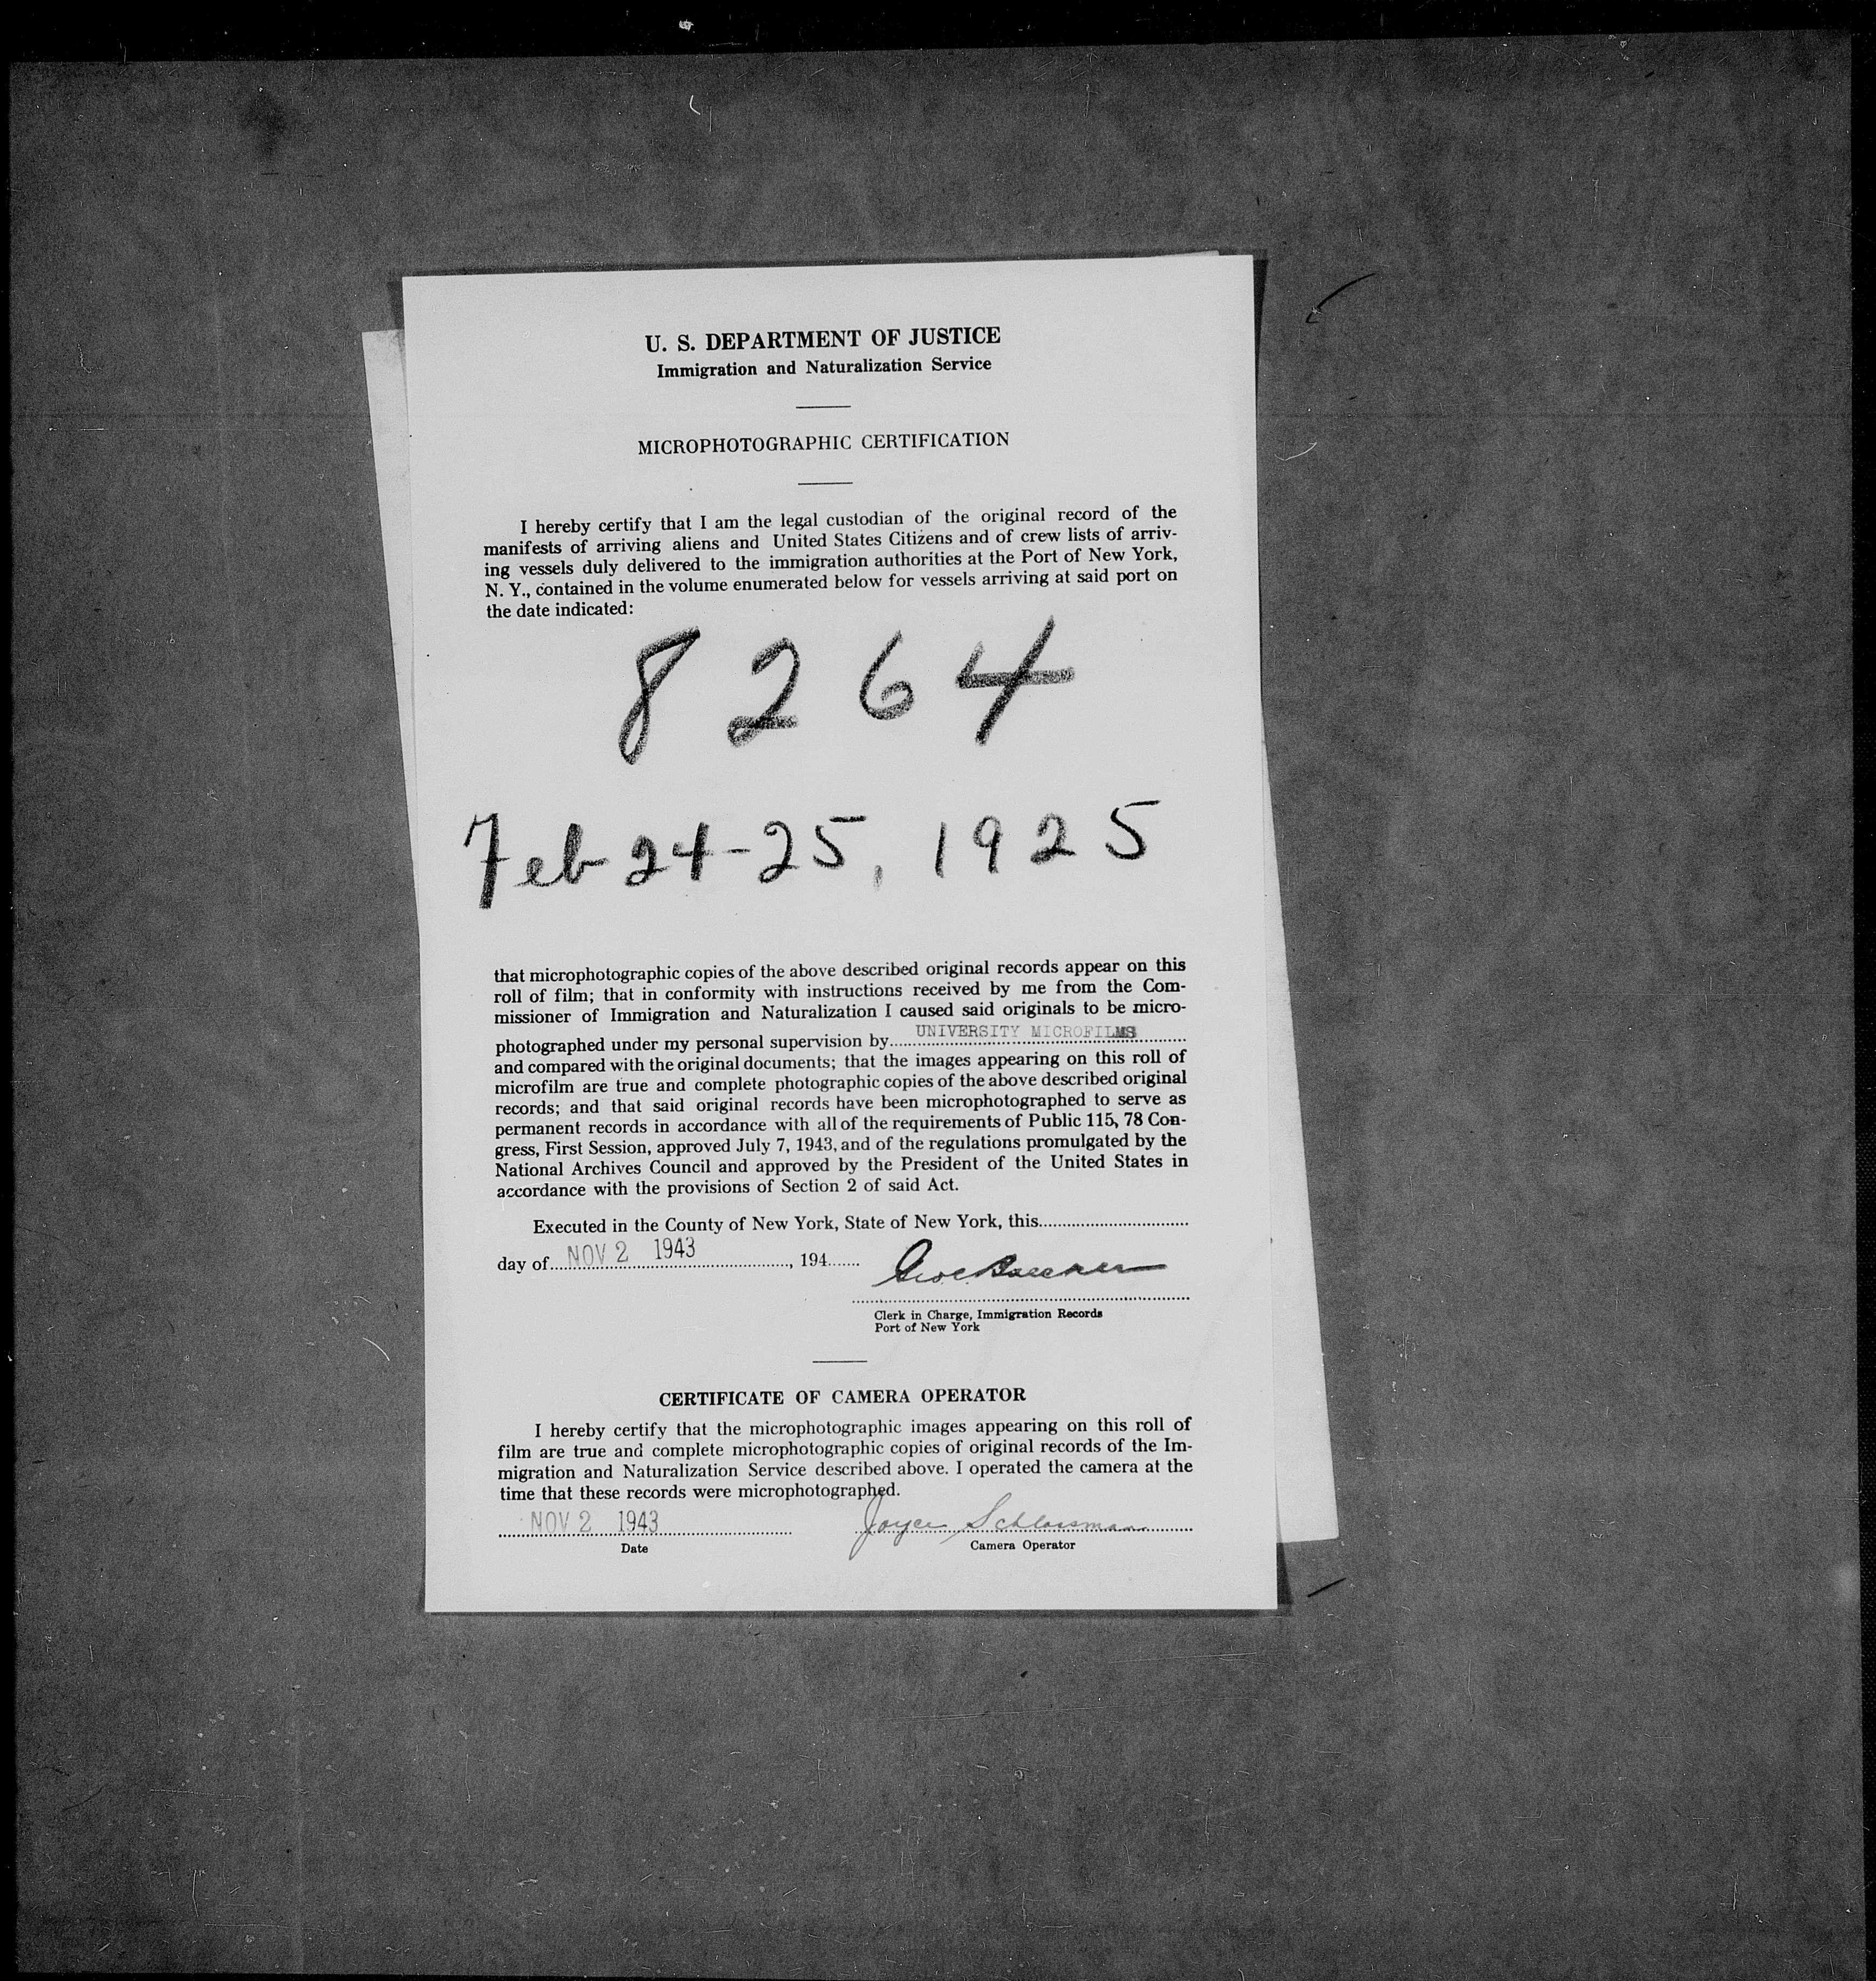 U. S. DEPARTMENT OF JUSTICE
Immigration and Naturalization Service
MICROPHOTOGRAPHIC CERTIFICATION
I hereby certify that I am the legal custodian of the original record of the
manifests of arriving aliens and United States Citizens and of crew lists of arriv-
ing vessels duly delivered to the immigration authorities at the Port of New York,
N. Y., contained in the volume enumerated below for vessels arriving at said port on
the date indicated:
8264
Feb 24-25, 1925
that microphotographic copies of the above described original records appear on this
roll of film; that in conformity with instructions received by me from the Com-
missioner of Immigration and Naturalization I caused said originals to be micro-
photographed under my personal supervision by UNIVERSITY MICROFILMS
and compared with the original documents; that the images appearing on this roll of
microfilm are true and complete photographic copies of the above described original
records; and that said original records have been microphotographed to serve as
permanent records in accordance with all of the requirements of Public 115, 78 Con-
gress, First Session, approved July 7, 1943, and of the regulations promulgated by the
National Archives Council and approved by the President of the United States in
accordance with the provisions of Section 2 of said Act.
Executed in the County of New York, State of New York, this
day of NOV 2 1943, 194
Clerk in Charge, Immigration Records
Port of New York
CERTIFICATE OF CAMERA OPERATOR
I hereby certify that the microphotographic images appearing on this roll of
film are true and complete microphotographic copies of original records of the Im-
migration and Naturalization Service described above. I operated the camera at the
time that these records were microphotographed.
NOV 2 1943 Joyce Schlossman
Date Camera Operator